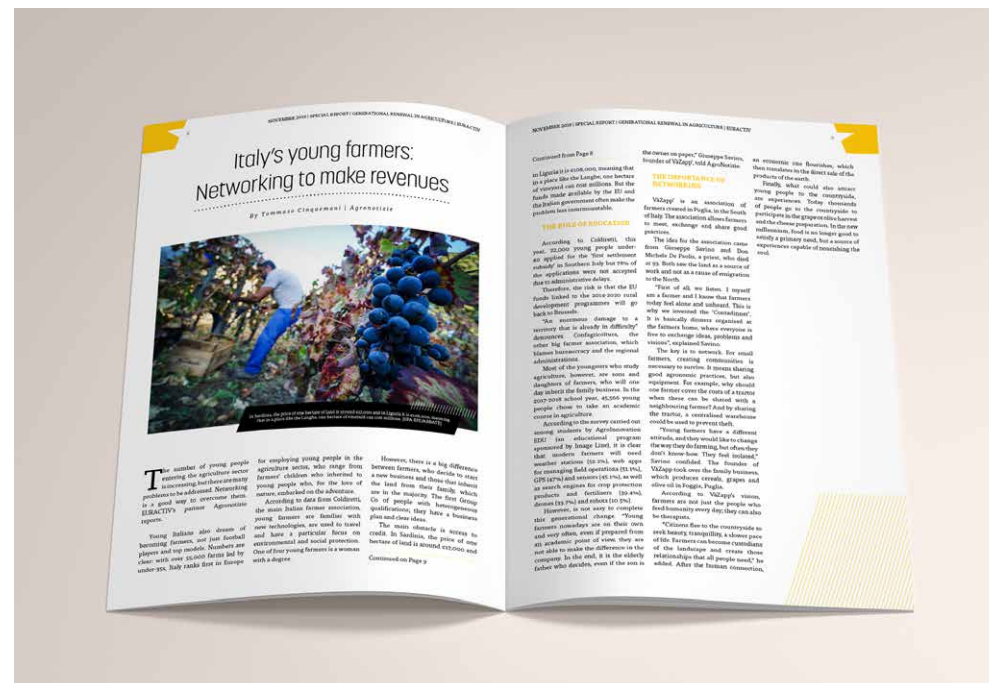 NOVEMBER 2018 | SPECIAL REPORT | GENERATIONAL RENEWAL IN AGRICULTURE | EURACTIV
Italy's young farmers:
Networking to make revenues
By Tommaso Cinquemani | Agronotizie
In Sardinia, the price of one hectare of land is around €17,000 and in Liguria it is €108,000, meaning
that in a place like the Langhe, one hectare of vineyard can cost millions.
The number of young people
entering the agriculture sector
is increasing, but there are many
problems to be addressed. Networking
is a good way to overcome them.
EURACTIV's partner Agronotizie
reports.
Young Italians also dream of
becoming farmers, not just football
players and top models. Numbers are
clear: with over 55,000 farms led by
under-35s, Italy ranks first in Europe
for employing young people in the
agriculture sector, who range from
farmers' children who inherited to
young people who, for the love of
nature, embarked on the adventure.
According to data from Coldiretti,
the main Italian farmer association,
young farmers are familiar with
new technologies, are used to travel
and have a particular focus on
environmental and social protection.
One of four young farmers is a woman
with a degree
However, there is a big difference
between farmers, who decide to start
a new business and those that inherit
the land from their family, which
are in the majority. The first Group
Co of people with heterogeneous
qualifications, they have a business
plan and clear ideas.
The main obstacle is access to
credit. In Sardinia, the price of one
hectare of land is around €17,000 and
Continued on Page 9
NOVEMBER 2018 | SPECIAL REPORT | GENERATIONAL RENEWAL IN AGRICULTURE | EURACTIV
Continued from Page 8
in Liguria it is €108,000, meaning that
in a place like the Langhe, one hectare
of vineyard can cost millions. But the
funds made available by the EU and
the Italian government often make the
problem less insurmountable.
THE ROLE OF EDUCATION
According to Coldiretti, this
year, 22,000 young people under-
40 applied for the 'first settlement
subsidy' in Southern Italy but 78% of
the applications were not accepted
due to administrative delays.
Therefore, the risk is that the EU
funds linked to the 2014-2020 rural
development programmes will go
back to Brussels.
"An enormous damage to a
territory that is already in difficulty"
denounces Confagricoltura, the
other big farmer association, which
blames bureaucracy and the regional
administrations.
Most of the youngsters who study
agriculture, however, are sons and
daughters of farmers, who will one
day inherit the family business. In the
2017-2018 school year, 45,566 young
people chose to take an academic
course in agriculture.
According to the survey carried out
among students by AgroInnovation
EDU (an educational program
sponsored by Image Line), it is clear
that modern farmers will need
weather stations (52.2%), web apps
for managing field operations (51.1%),
GPS (47%) and sensors (45.1%), as well
as search engines for crop protection
products and fertilisers (39.4%),
drones (23.7%) and robots (10.5%).
However, is not easy to complete
this generational change. "Young
farmers nowadays are on their own
and very often, even if prepared from
an academic point of view, they are
not able to make the difference in the
company. In the end, it is the elderly
father who decides, even if the son is
the owner on paper," Giuseppe Savino,
founder of VàZapp', told AgroNotizie.
THE IMPORTANCE OF
NETWORKING
VàZapp' is an association of
farmers created in Puglia, in the South
of Italy. The association allows farmers
to meet, exchange and share good
practices.
The idea for the association came
from Giuseppe Savino and Don
Michele De Paolis, a priest, who died
at 93. Both saw the land as a source of
work and not as a cause of emigration
to the North.
"First of all, we listen. I myself
am a farmer and I know that farmers
today feel alone and unheard. This is
why we invented the 'Contadinner'.
It is basically dinners organised at
the farmers home, where everyone is
free to exchange ideas, problems and
visions", explained Savino.
The key is to network. For small
farmers, creating communities is
necessary to survive. It means sharing
good agronomic practices, but also
equipment. For example, why should
one farmer cover the costs of a tractor
when these can be shared with a
neighbouring farmer? And by sharing
the tractor, a centralised warehouse
could be used to prevent theft.
"Young farmers have a different
attitude, and they would like to change
the way they do farming, but often they
don't know-how. They feel isolated,"
Savino confided. The founder of
VàZapp took over the family business,
which produces cereals, grapes and
olive oil in Foggio, Puglia.
According to VàZapp's vision,
farmers are not just the people who
feed humanity every day, they can also
be therapists.
"Citizens flee to the countryside to
seek beauty, tranquillity, a slower pace
of life. Farmers can become custodians
of the landscape and create those
relationships that all people need," he
added. After the human connection,
an economic one flourishes, which
then translates in the direct sale of the
products of the earth.
Finally, what could also attract
young people to the countryside,
are experiences. Today thousands
of people go to the countryside to
participate in the grape or olive harvest
and the cheese preparation. In the new
millennium, food is no longer good to
satisfy a primary need, but a source of
experiences capable of nourishing the
soul.